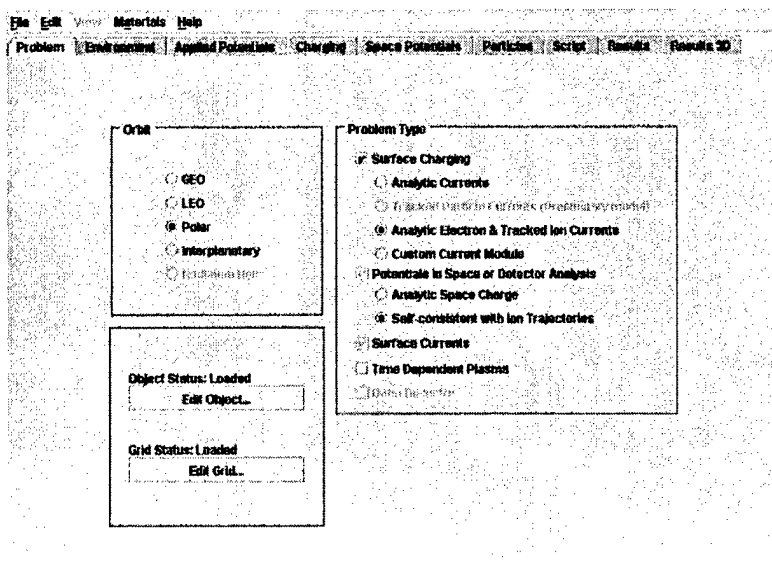 File Edit View Materials Help
Problem Environment Applied Potentials Charging Space Potentials Particles Script Results Results 3D
Orbit
GEO
LEO
Polar
Interplanetary
Problem Type
Surface Charging
Analytic Currents
Tracked Particle Currents
Analytic Electron & Tracked Ion Currents
Custom Current Module
Potentials in Space or Detector Analysis
Analytic Space Charge
Self-consistent with Ion Trajectories
Surface Currents
Time Dependent Plasma
Object Status: Loaded
Edit Object...
Grid Status: Loaded
Edit Grid...